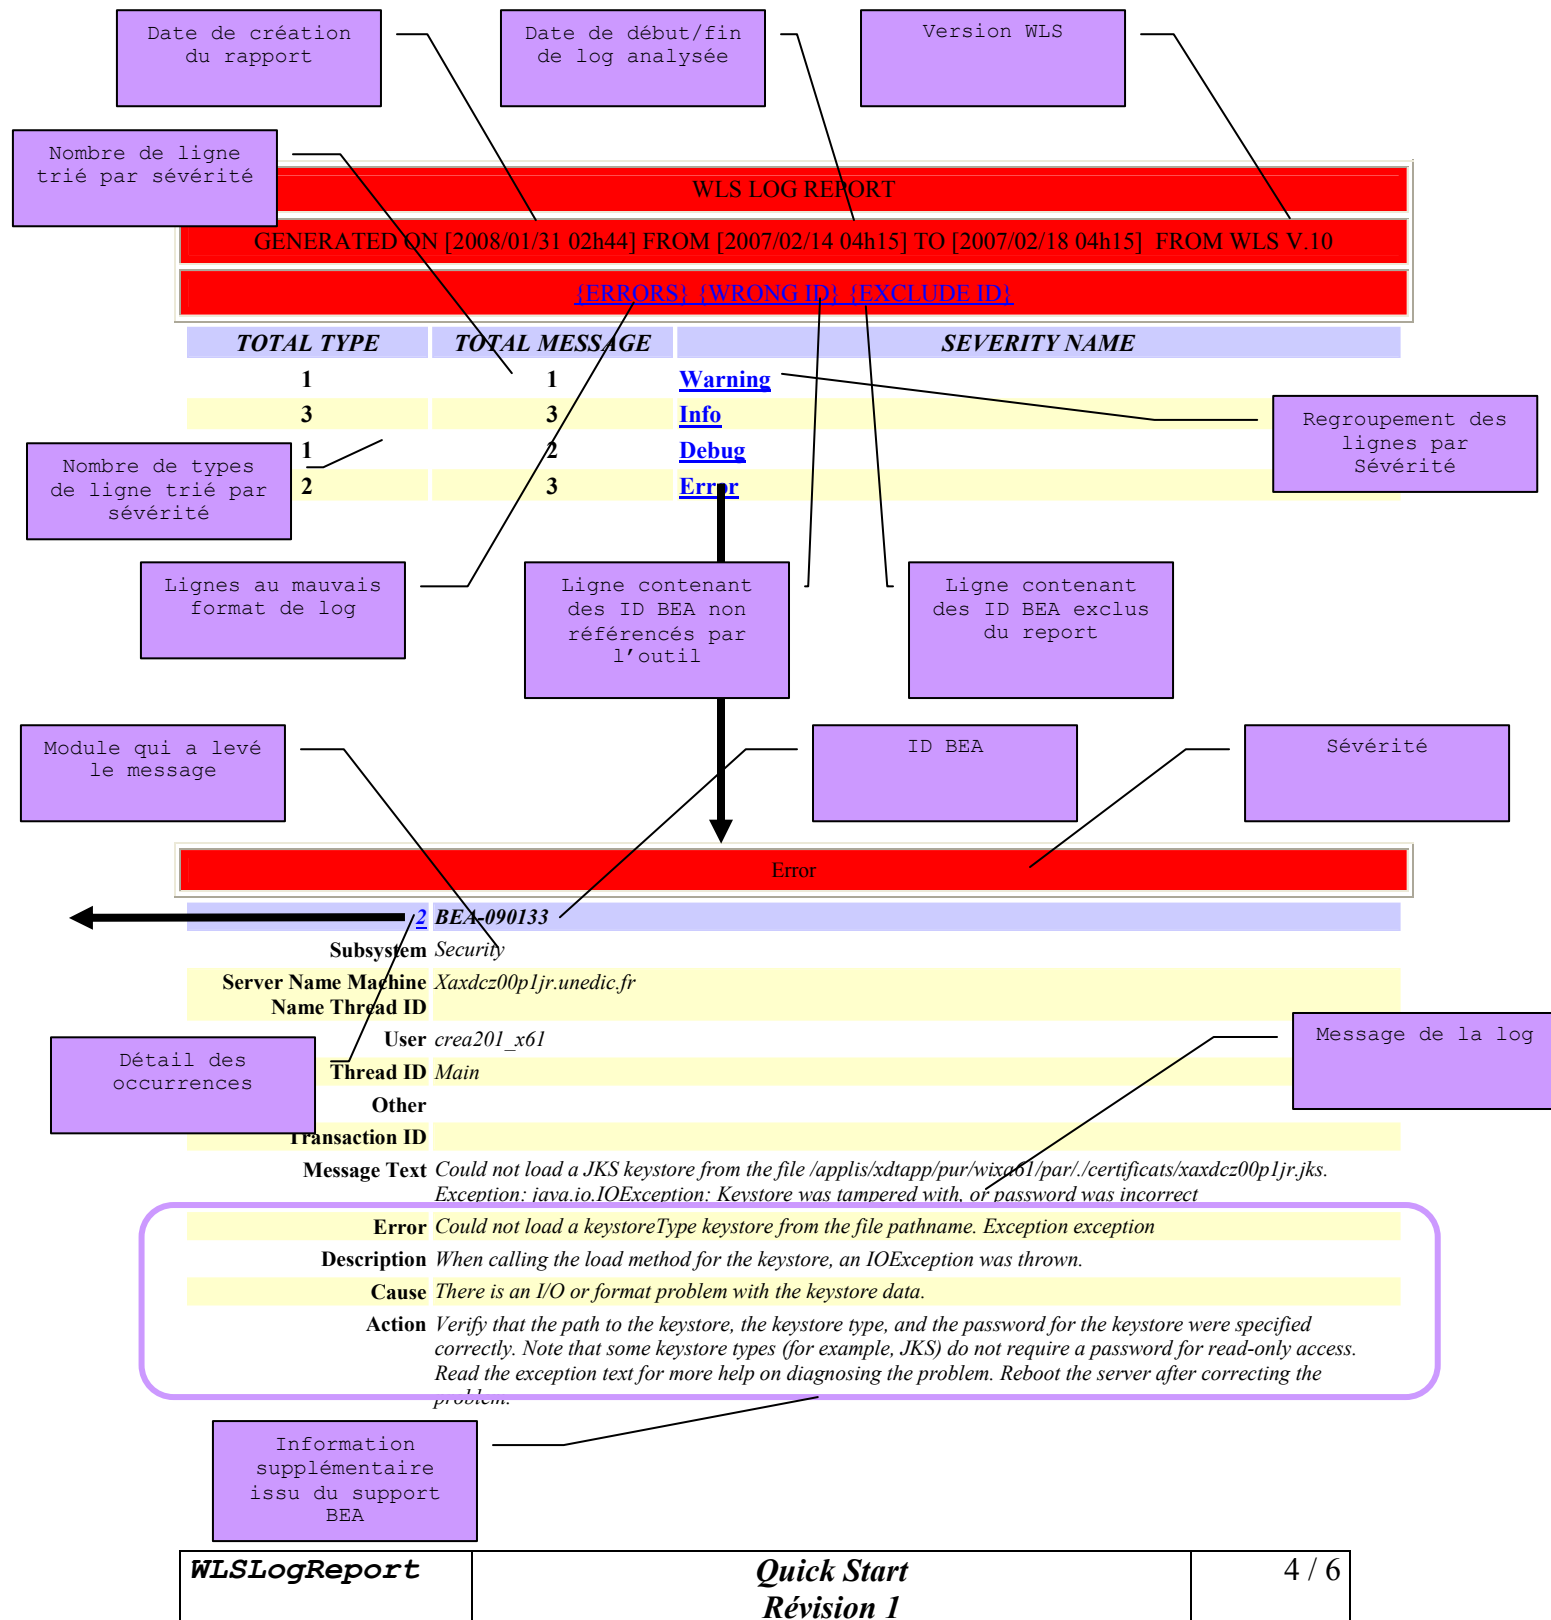 Date de création
du rapport
Date de début/fin
de log analysée
Version WLS
Nombre de ligne
trié par sévérité
WLS LOG REPORT
GENERATED ON [2008/01/31 02h44] FROM [2007/02/14 04h15] TO [2007/02/18 04h15] FROM WLS V.10
{ERRORS} {WRONG ID} {EXCLUDE ID}
TOTAL TYPE TOTAL MESSAGE SEVERITY NAME
1 1 Warning
3 3 Info
1 2 Debug
2 3 Error
Regroupement des
lignes par
Sévérité
Nombre de types
de ligne trié par
sévérité
Lignes au mauvais
format de log
Ligne contenant
des ID BEA non
référencés par
l’outil
Ligne contenant
des ID BEA exclus
du report
Module qui a levé
le message
ID BEA
Sévérité
Error
2 BEA-090133
Subsystem Security
Server Name Machine Xaxdcz00p1jr.unedic.fr
Name Thread ID
User crea201_x61
Thread ID Main
Other
Transaction ID
Détail des
occurrences
Message de la log
Message Text Could not load a JKS keystore from the file /applis/xdtapp/pur/wixa61/par/./certificats/xaxdcz00p1jr.jks.
Exception: java.io.IOException: Keystore was tampered with, or password was incorrect
Error Could not load a keystoreType keystore from the file pathname. Exception exception
Description When calling the load method for the keystore, an IOException was thrown.
Cause There is an I/O or format problem with the keystore data.
Action Verify that the path to the keystore, the keystore type, and the password for the keystore were specified
correctly. Note that some keystore types (for example, JKS) do not require a password for read-only access.
Read the exception text for more help on diagnosing the problem. Reboot the server after correcting the
problem.
Information
supplémentaire
issu du support
BEA
WLSLogReport
Quick Start
Révision 1
4 / 6